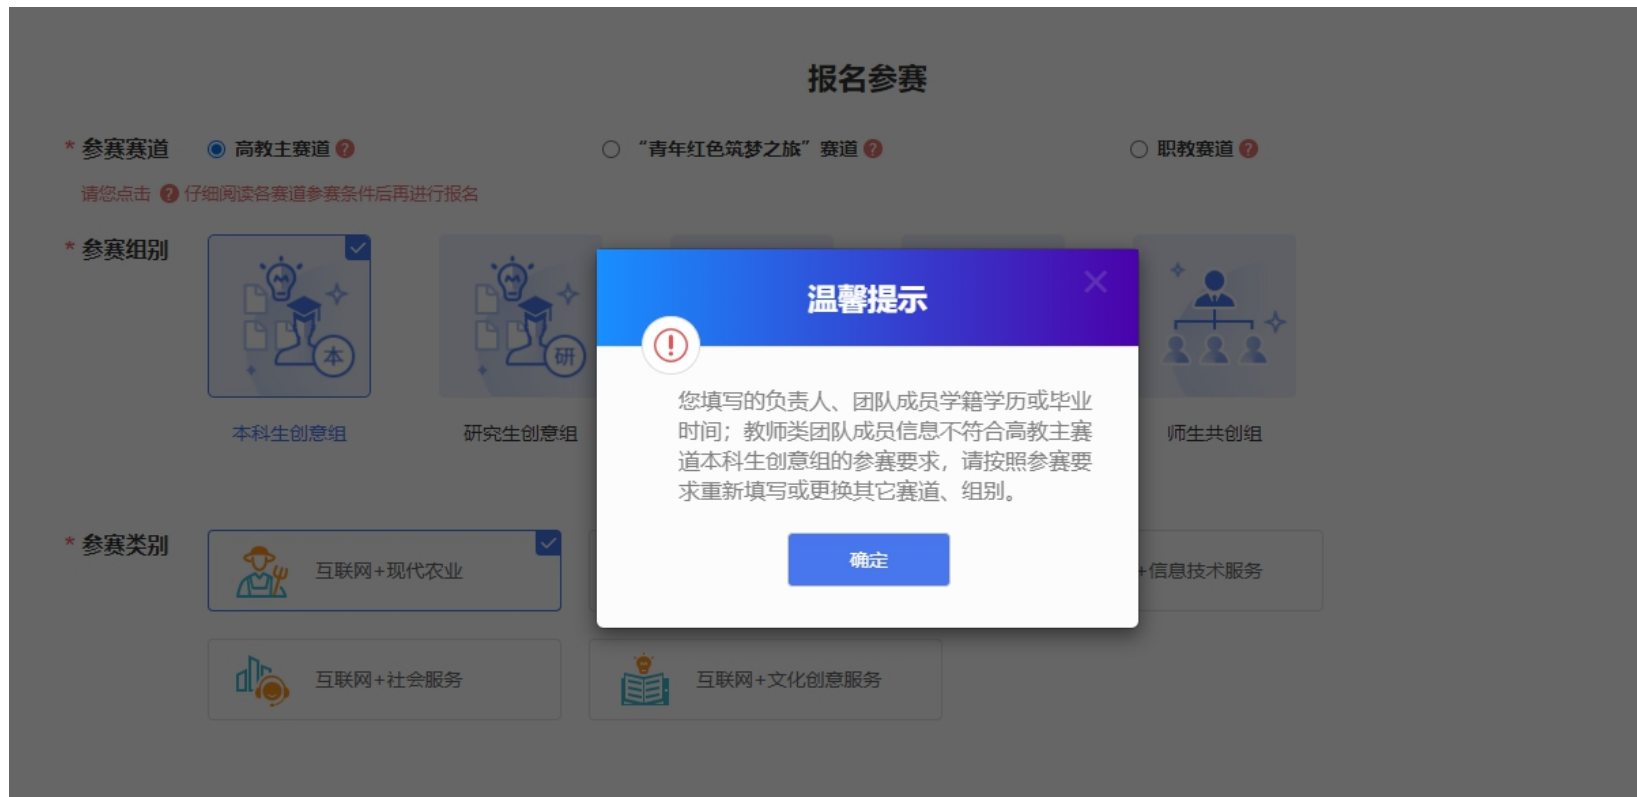 报名参赛
* 参赛赛道 高教主赛道 ? “青年红色筑梦之旅”赛道 ? 职教赛道 ?
请您点击 ? 仔细阅读各赛道参赛条件后再进行报名
* 参赛组别
本
研
本科生创意组 研究生创意组 师生共创组
温馨提示
您填写的负责人、团队成员学籍学历或毕业
时间；教师类团队成员信息不符合高教主赛
道本科生创意组的参赛要求，请按照参赛要
求重新填写或更换其它赛道、组别。
确定
* 参赛类别 互联网+现代农业 +信息技术服务
互联网+社会服务 互联网+文化创意服务